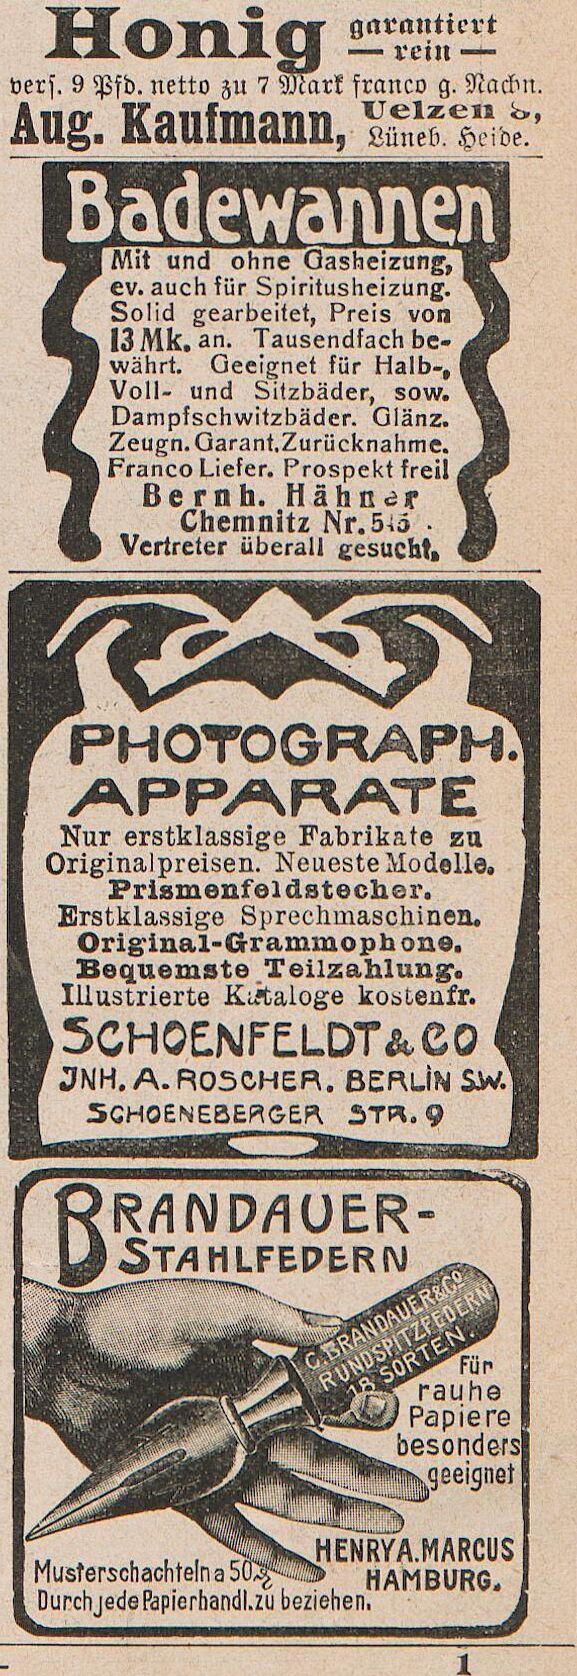 Honig garantiert
— rein —
vers. 9 Pfd. netto zu 7 Mark franco g. Nachn.
Aug. Kaufmann, Uelzen
Lüneb. Heide.
Badewannen
Mit und ohne Gasheizung,
ev. auch für Spiritusheizung.
Solid gearbeitet, Preis von
13 Mk. an. Tausendfach be-
währt. Geeignet für Halb-,
Voll- und Sitzbäder, sow.
Dampfschwitzbäder. Glänz.
Zeugn. Garant. Zurücknahme.
Franco Liefer. Prospekt frei!
Bernh. Hähner
Chemnitz Nr.
Vertreter überall gesucht.
PHOTOGRAPH.
APPARATE
Nur erstklassige Fabrikate zu
Originalpreisen. Neueste Modelle.
Prismenfeldstecher.
Erstklassige Sprechmaschinen.
Original-Grammophone.
Bequemste Teilzahlung.
Illustrierte Kataloge kostenfr.
SCHOENFELDT & CO
JNH. A. ROSCHER. BERLIN S.W.
SCHOENEBERGER STR. 9
BRANDAUER-
STAHLFEDERN
C. BRANDAUER & Co
RUNDSPITZFEDERN
18 SORTEN.
Für
rauhe
Papiere
besonders
geeignet
HENRY A. MARCUS
HAMBURG.
Musterschachteln a 50 ₰
Durch jede Papierhandl. zu beziehen.
1